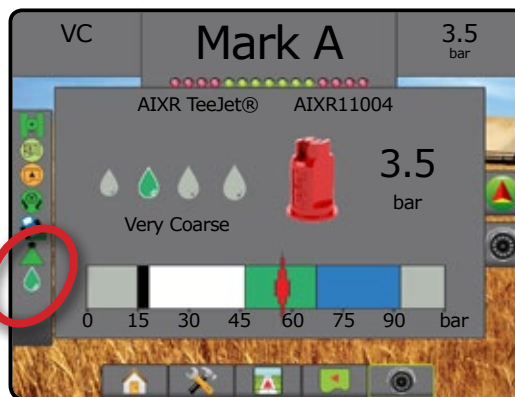 VC Mark A 3.5
bar
AIXR TeeJet® AIXR11004
3.5
bar
Very Coarse
0 15 30 45 60 75 90 bar